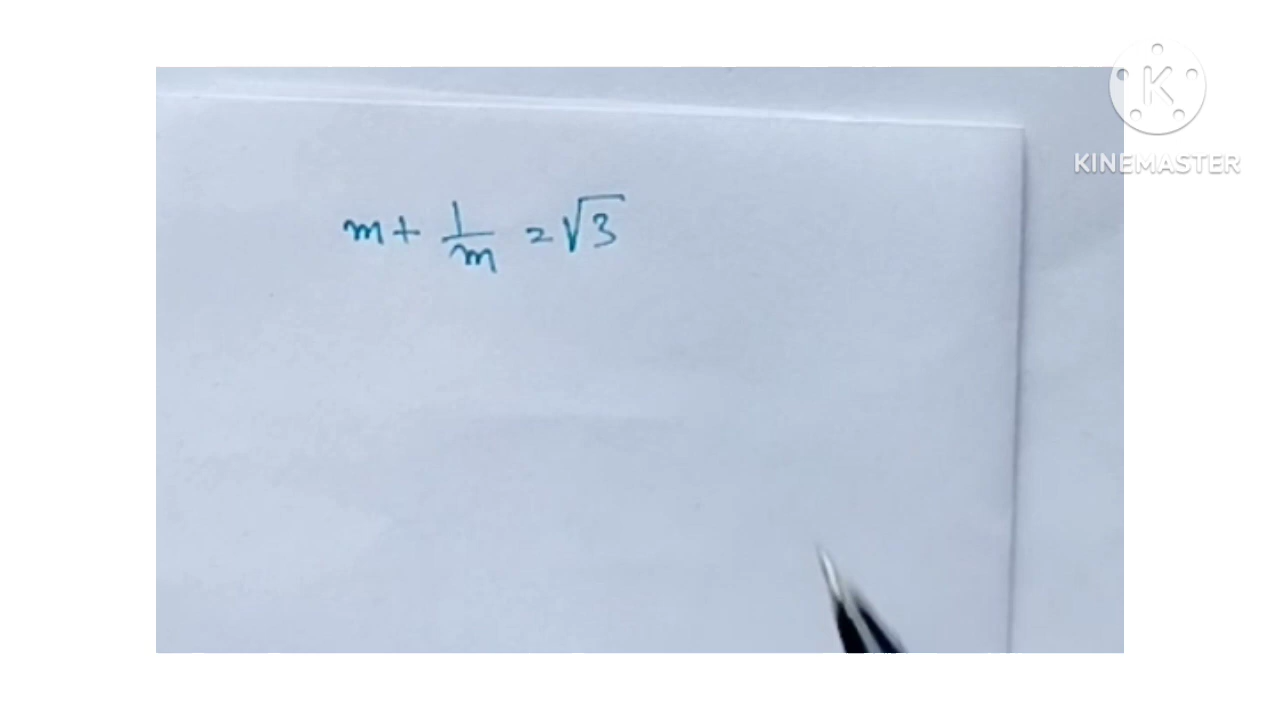 m + 1/m = √3
KINEMASTER